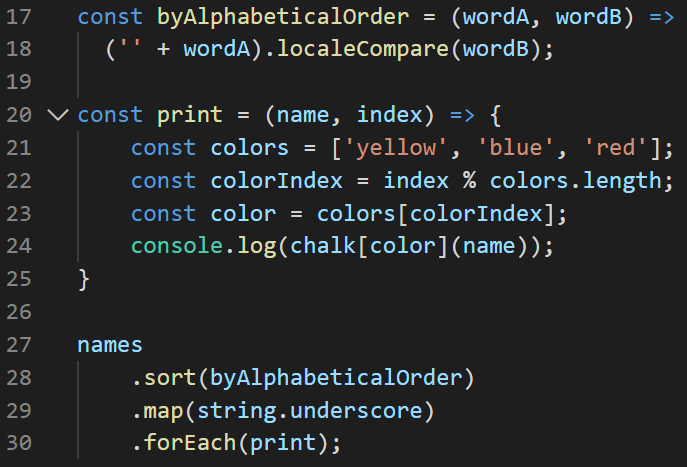 17 const byAlphabeticalOrder = (wordA, wordB) =>
18   ('' + wordA).localeCompare(wordB);
19
20 const print = (name, index) => {
21     const colors = ['yellow', 'blue', 'red'];
22     const colorIndex = index % colors.length;
23     const color = colors[colorIndex];
24     console.log(chalk[color](name));
25 }
26
27 names
28     .sort(byAlphabeticalOrder)
29     .map(string.underscore)
30     .forEach(print);